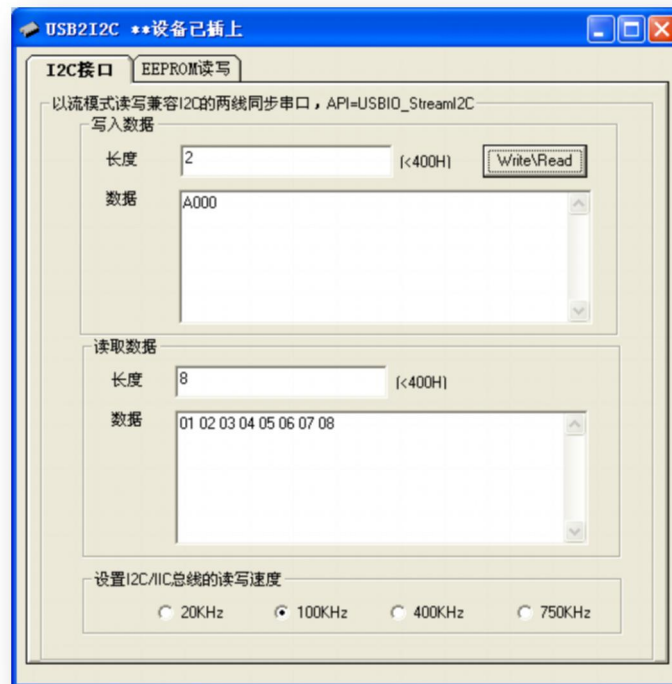 USB2I2C **设备已插上
I2C接口 EEPROM读写
以流模式读写兼容I2C的两线同步串口，API=USBIO_StreamI2C
写入数据
长度 2 (<400H) Write\Read
数据 A000
读取数据
长度 8 (<400H)
数据 01 02 03 04 05 06 07 08
设置I2C/IIC总线的读写速度
20KHz 100KHz 400KHz 750KHz